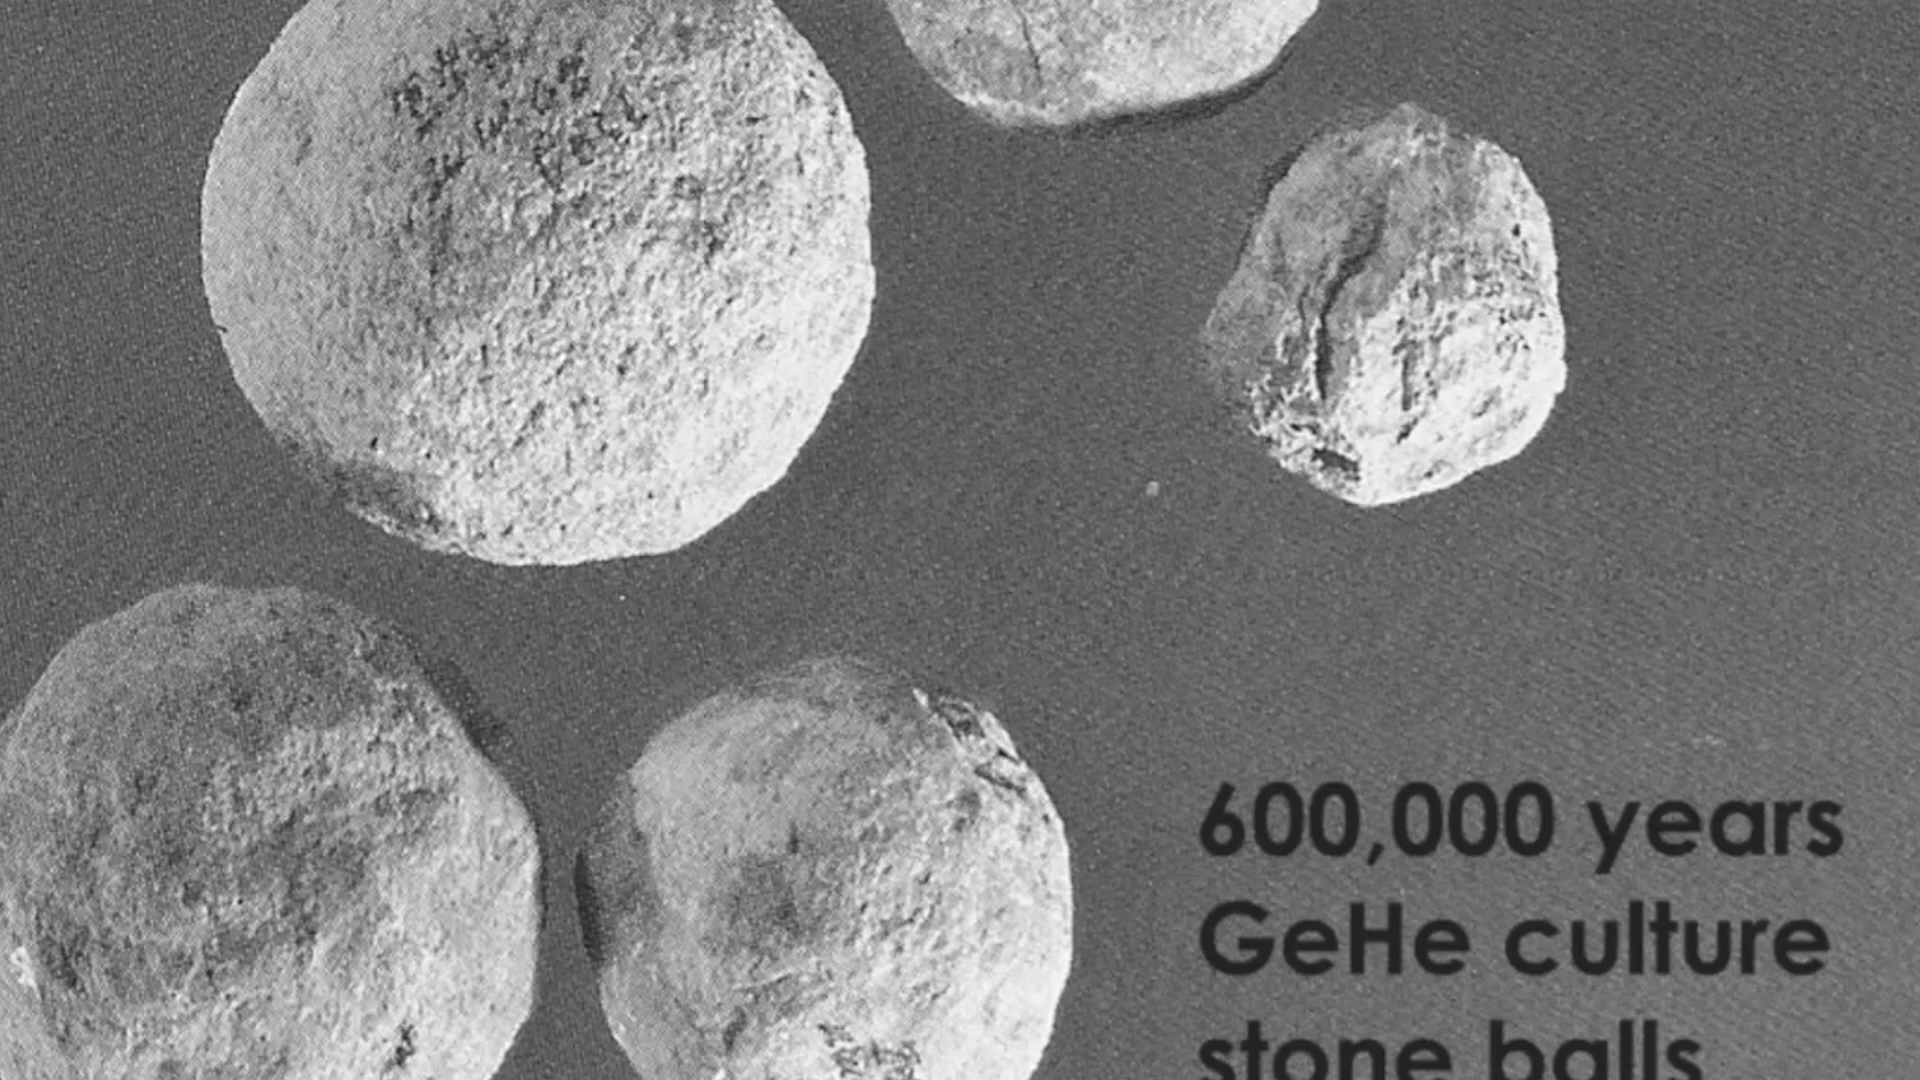 600,000 years
GeHe culture
stone balls